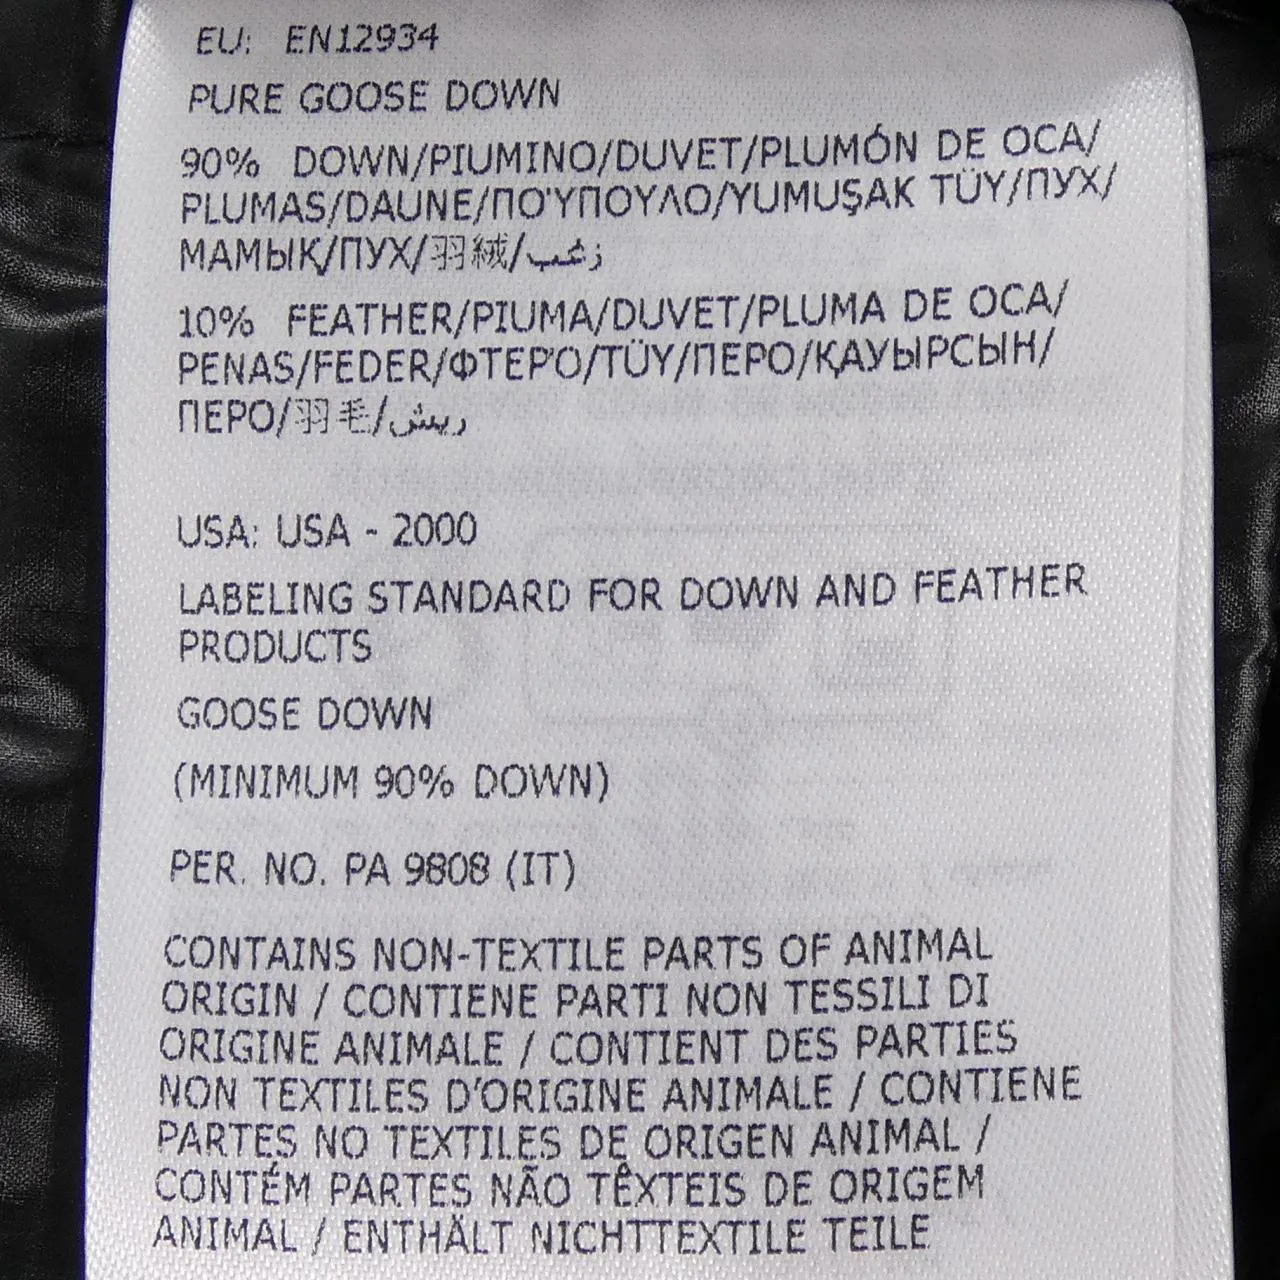 EU: EN12934
PURE GOOSE DOWN
90% DOWN/PIUMINO/DUVET/PLUMÓN DE OCA/
PLUMAS/DAUNE/ΠΟΎΠΟΥΛΟ/YUMUŞAK TÜY/ПУХ/
МАМЫҚ/ПУХ/羽絨/زغب
10% FEATHER/PIUMA/DUVET/PLUMA DE OCA/
PENAS/FEDER/ΦΤΕΡΌ/TÜY/ПЕРО/ҚАУЫРСЫН/
ПЕРО/羽毛/ريش
USA: USA - 2000
LABELING STANDARD FOR DOWN AND FEATHER
PRODUCTS
GOOSE DOWN
(MINIMUM 90% DOWN)
PER. NO. PA 9808 (IT)
CONTAINS NON-TEXTILE PARTS OF ANIMAL
ORIGIN / CONTIENE PARTI NON TESSILI DI
ORIGINE ANIMALE / CONTIENT DES PARTIES
NON TEXTILES D'ORIGINE ANIMALE / CONTIENE
PARTES NO TEXTILES DE ORIGEN ANIMAL /
CONTÉM PARTES NÃO TÊXTEIS DE ORIGEM
ANIMAL / ENTHÄLT NICHTTEXTILE TEILE